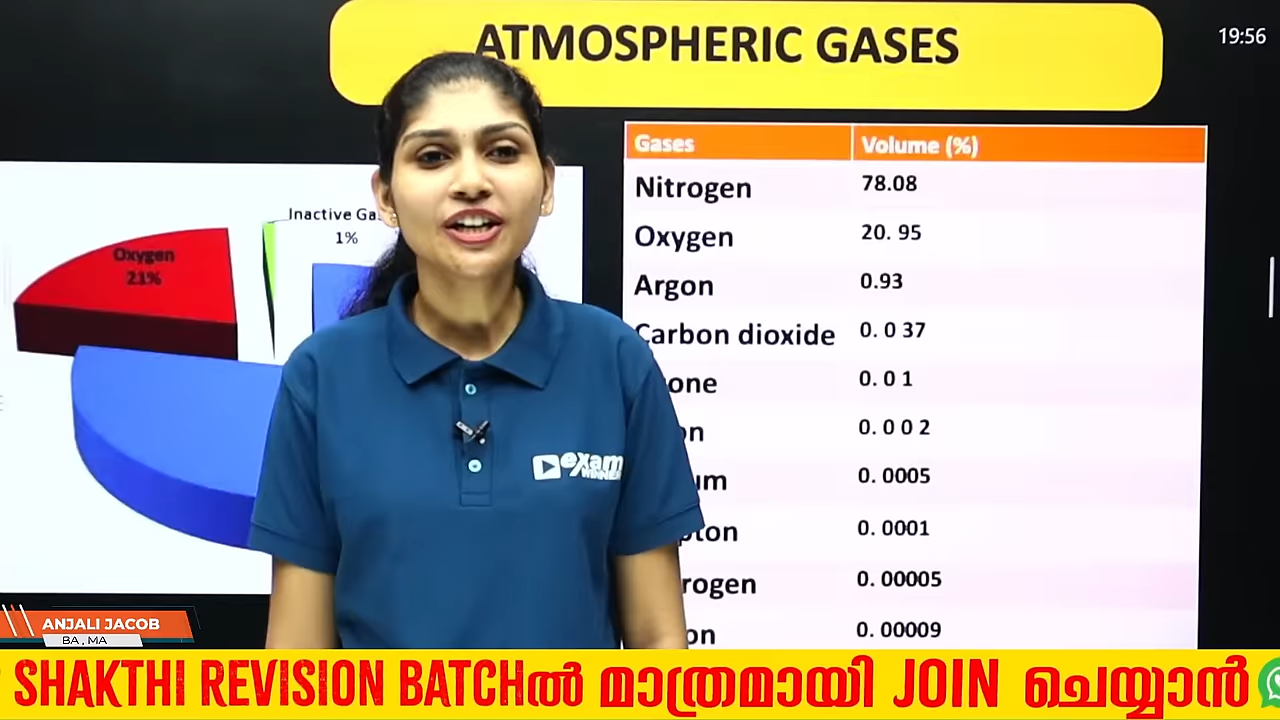 ATMOSPHERIC GASES
19:56
Gases Volume (%)
Nitrogen 78.08
Oxygen 20. 95
Argon 0.93
Carbon dioxide 0. 0 37
0. 0 1
0. 0 0 2
0. 0005
0. 0001
0. 00005
0. 00009
Inactive
1%
Oxygen
21%
exam
WINNER
ANJALI JACOB
BA , MA
SHAKTHI REVISION BATCHൽ മാത്രമായി JOIN ചെയ്യാൻ